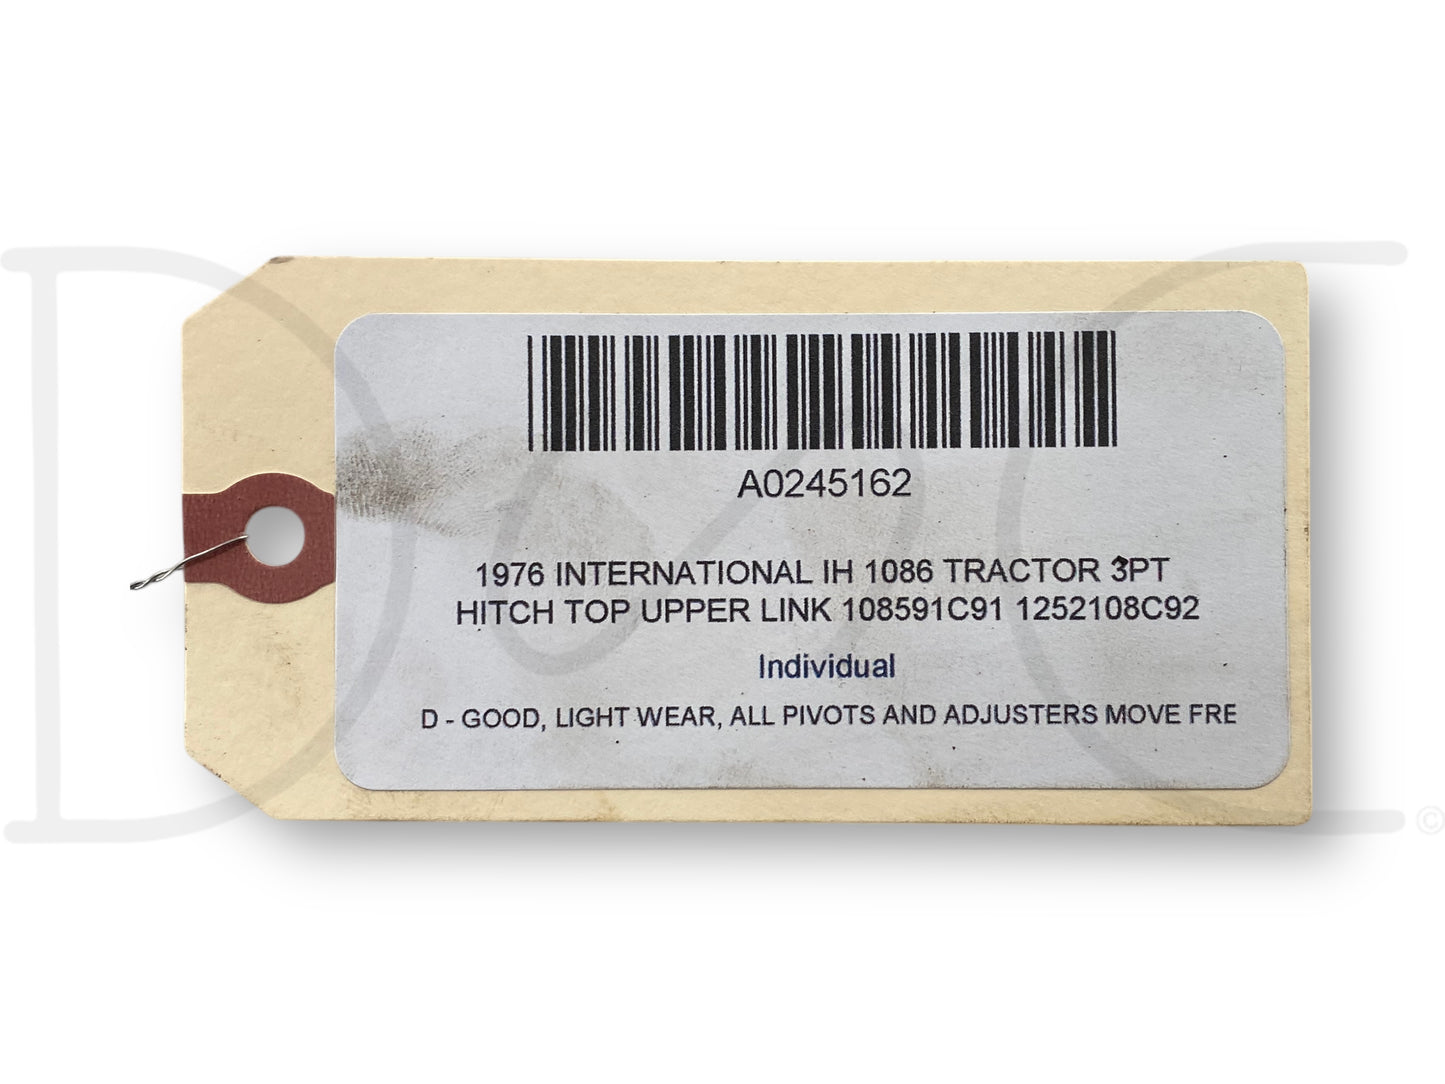 A0245162
1976 INTERNATIONAL IH 1086 TRACTOR 3PT
HITCH TOP UPPER LINK 108591C91 1252108C92
Individual
D - GOOD, LIGHT WEAR, ALL PIVOTS AND ADJUSTERS MOVE FRE
©